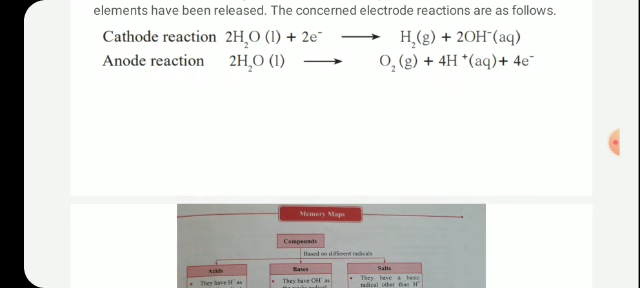 elements have been released. The concerned electrode reactions are as follows.
Cathode reaction 2H₂O (l) + 2e⁻ ⟶ H₂(g) + 2OH⁻(aq)
Anode reaction 2H₂O (l) ⟶ O₂ (g) + 4H ⁺(aq)+ 4e⁻
Memory Maps
Compounds
Based on different radicals
Acids Bases Salts
• They have H⁺ as • They have OH⁻ as • They have a basic
radical other than H⁺